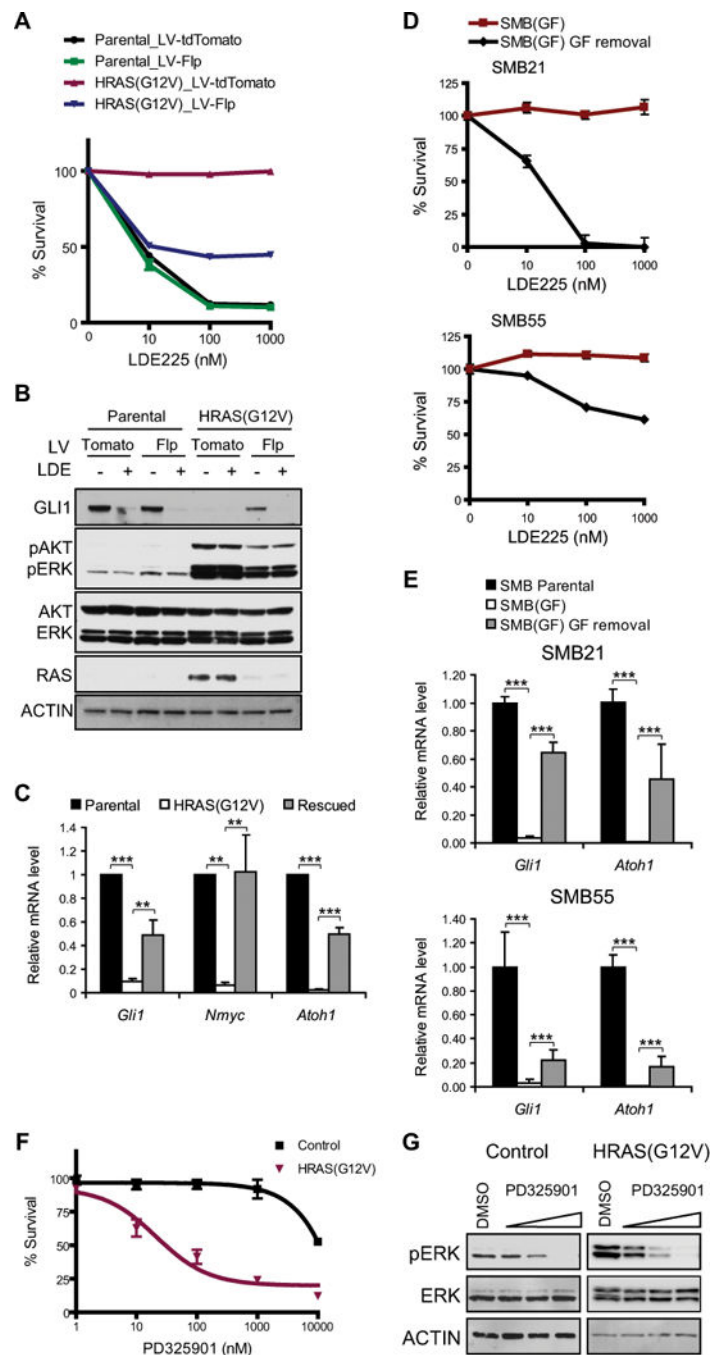 A
Parental_LV-tdTomato
Parental_LV-Flp
HRAS(G12V)_LV-tdTomato
HRAS(G12V)_LV-Flp
100
50
0
% Survival
0 10 100 1000
LDE225 (nM)
B
Parental HRAS(G12V)
LV Tomato Flp Tomato Flp
LDE - + - + - + - +
GLI1
pAKT
pERK
AKT
ERK
RAS
ACTIN
C
Parental HRAS(G12V) Rescued
1.4
1.2
1
0.8
0.6
0.4
0.2
0
Relative mRNA level
*** ** ** ** *** ***
Gli1 Nmyc Atoh1
D
SMB(GF)
SMB(GF) GF removal
SMB21
125
100
75
50
25
0
% Survival
0 10 100 1000
LDE225 (nM)
SMB55
125
100
75
50
25
0
% Survival
0 10 100 1000
LDE225 (nM)
E
SMB Parental
SMB(GF)
SMB(GF) GF removal
SMB21
1.20
1.00
0.80
0.60
0.40
0.20
0.00
Relative mRNA level
*** *** *** ***
Gli1 Atoh1
SMB55
1.40
1.20
1.00
0.80
0.60
0.40
0.20
0.00
Relative mRNA level
*** *** *** ***
Gli1 Atoh1
F
Control
HRAS(G12V)
100
75
50
25
0
% Survival
1 10 100 1000 10000
PD325901 (nM)
G
Control HRAS(G12V)
DMSO PD325901 DMSO PD325901
pERK
ERK
ACTIN